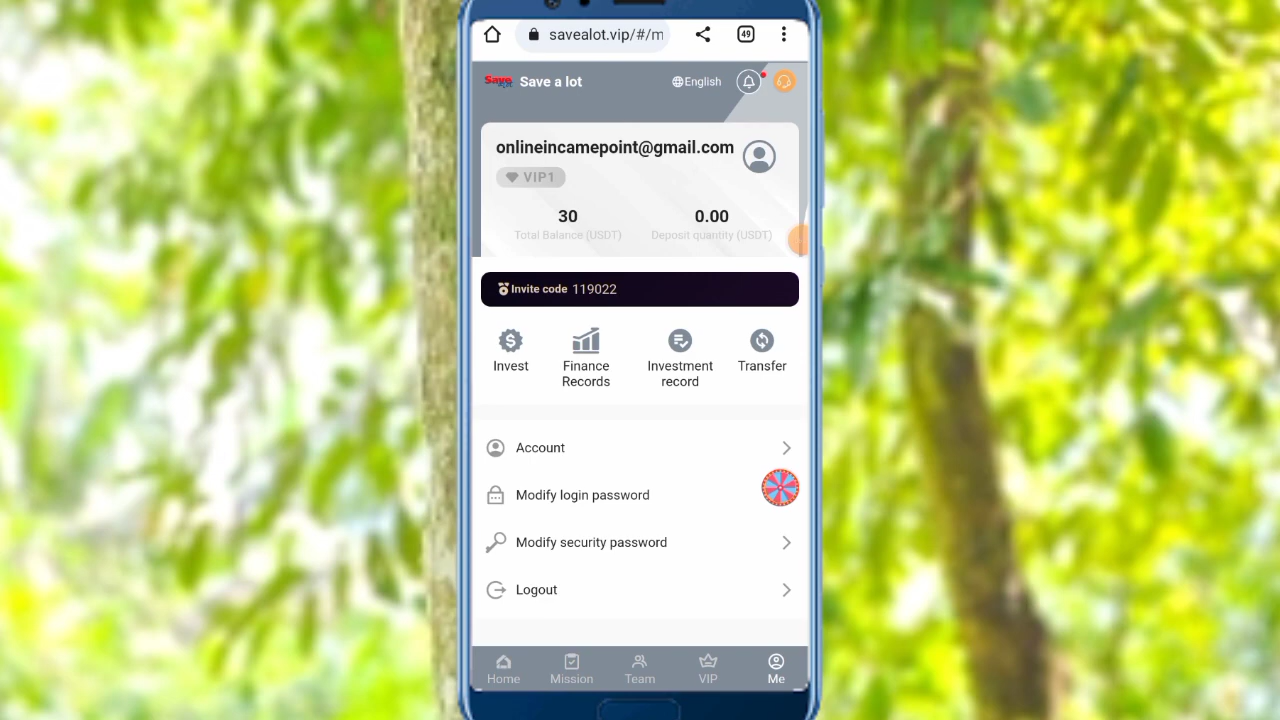 savealot.vip/#/m
49
Save
Save a lot
English
onlineincamepoint@gmail.com
VIP1
30
0.00
Total Balance (USDT)
Deposit quantity (USDT)
Invite code 119022
Invest
Finance
Records
Investment
record
Transfer
Account
Modify login password
Modify security password
Logout
Home
Mission
Team
VIP
Me